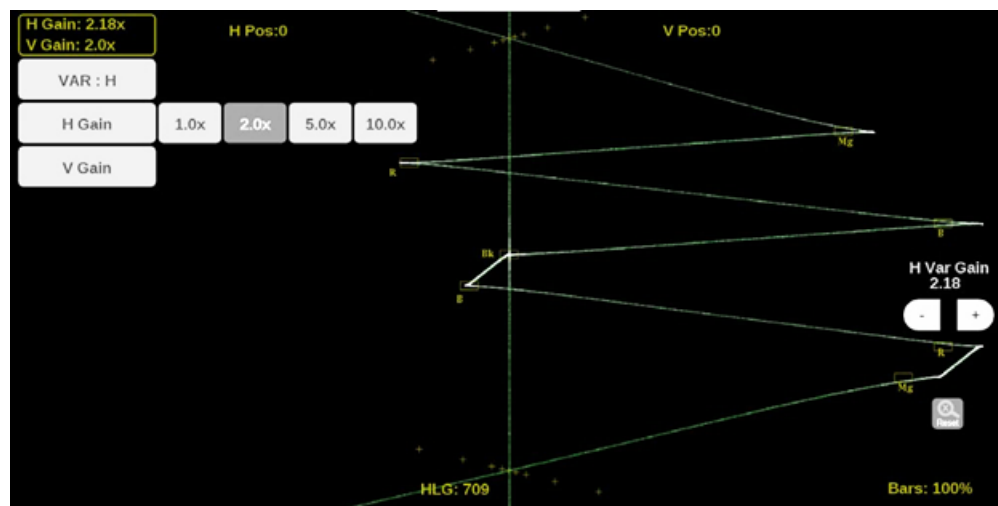 H Gain: 2.18x
V Gain: 2.0x
H Pos:0
V Pos:0
VAR : H
H Gain
1.0x
2.0x
5.0x
10.0x
V Gain
Mg
R
B
Bk
g
H Var Gain
2.18
-
+
R
Mg
Reset
HLG: 709
Bars: 100%